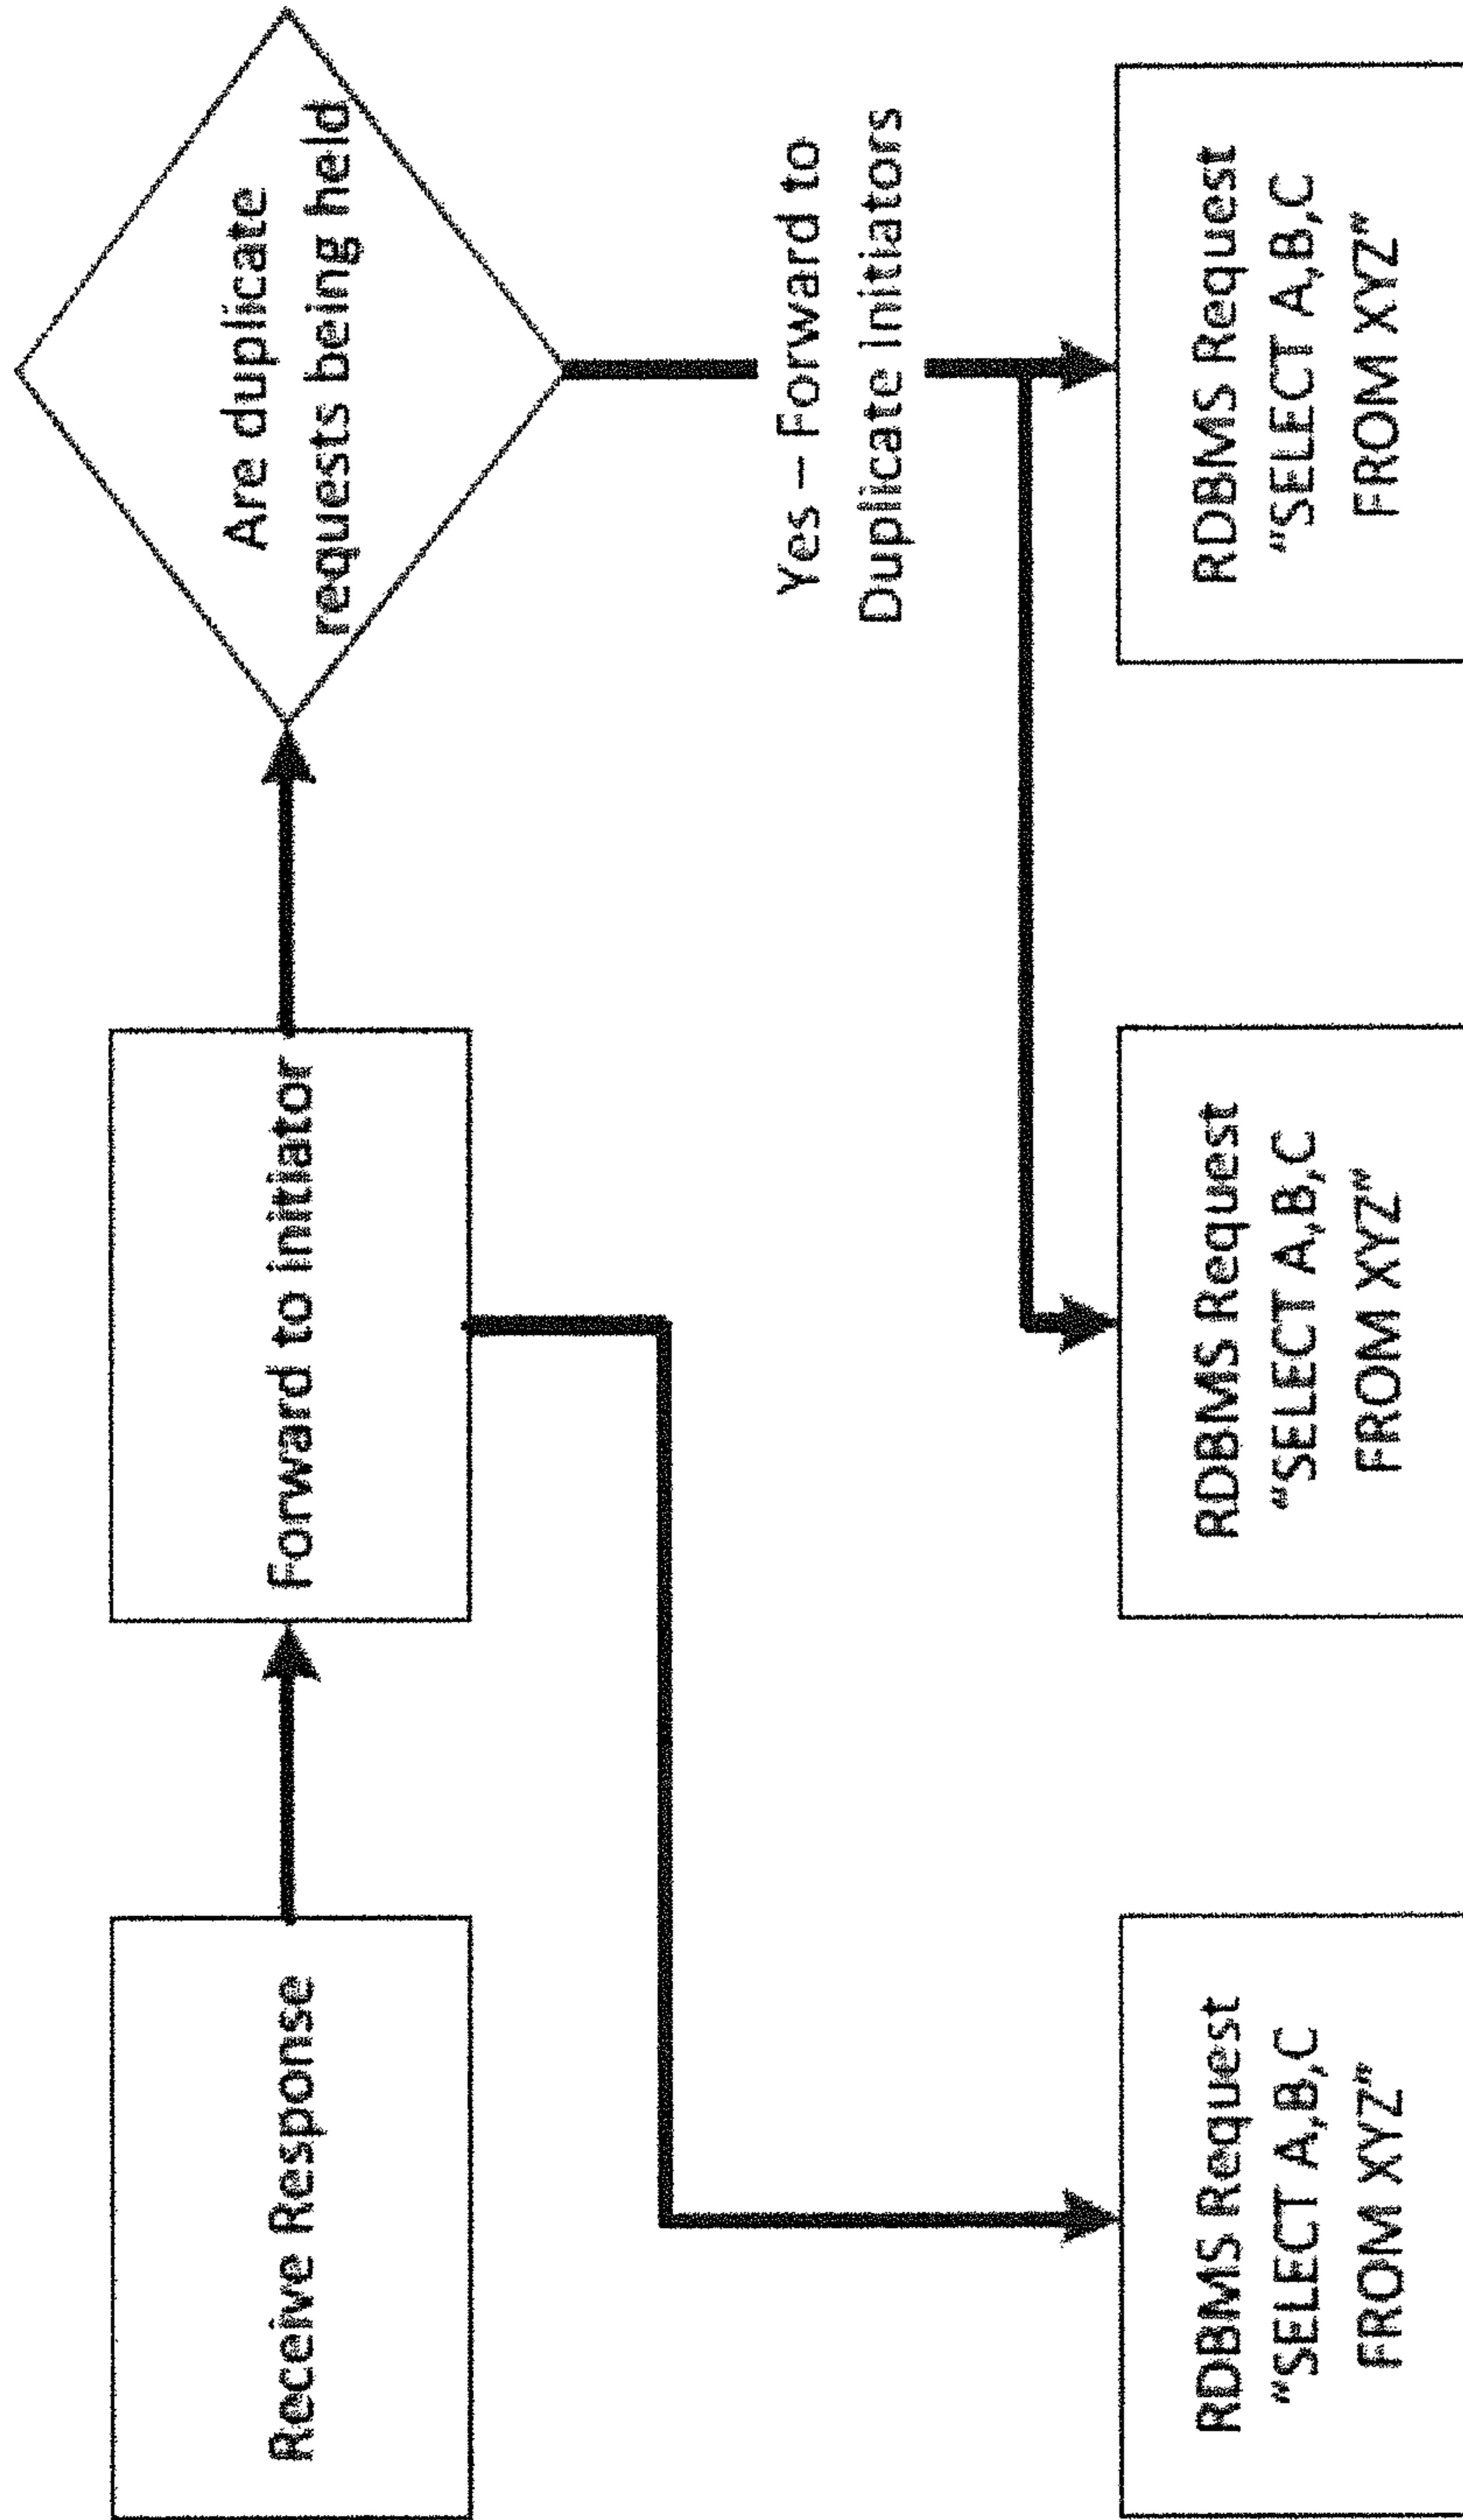 Receive Response
Forward to initiator
Are duplicate
requests being held
Yes – Forward to
Duplicate Initiators
RDBMS Request
"SELECT A,B,C
FROM XYZ"
RDBMS Request
"SELECT A,B,C
FROM XYZ"
RDBMS Request
"SELECT A,B,C
FROM XYZ"